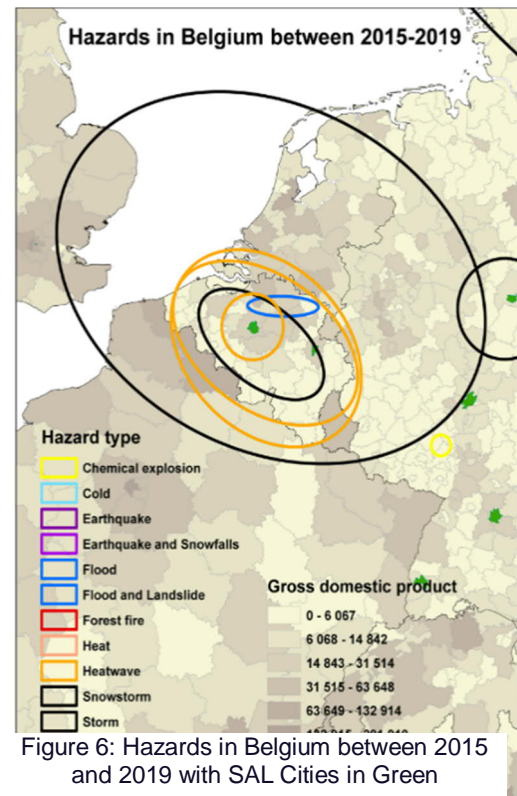 Hazards in Belgium between 2015-2019
Hazard type
Chemical explosion
Cold
Earthquake
Earthquake and Snowfalls
Flood
Flood and Landslide
Forest fire
Heat
Heatwave
Snowstorm
Storm
Gross domestic product
0 - 6 067
6 068 - 14 842
14 843 - 31 514
31 515 - 63 648
63 649 - 132 914
Figure 6: Hazards in Belgium between 2015
and 2019 with SAL Cities in Green